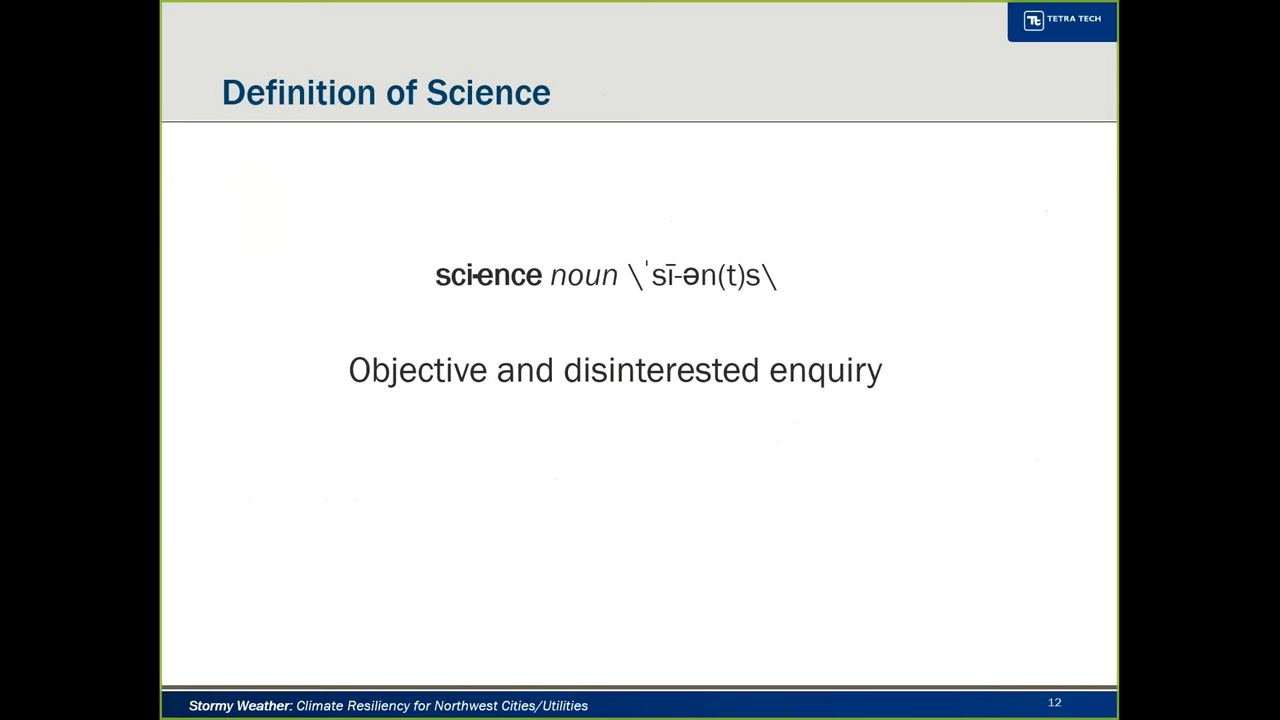 Tt TETRA TECH
Definition of Science
sci·ence noun \ˈsī-ən(t)s\
Objective and disinterested enquiry
Stormy Weather: Climate Resiliency for Northwest Cities/Utilities
12